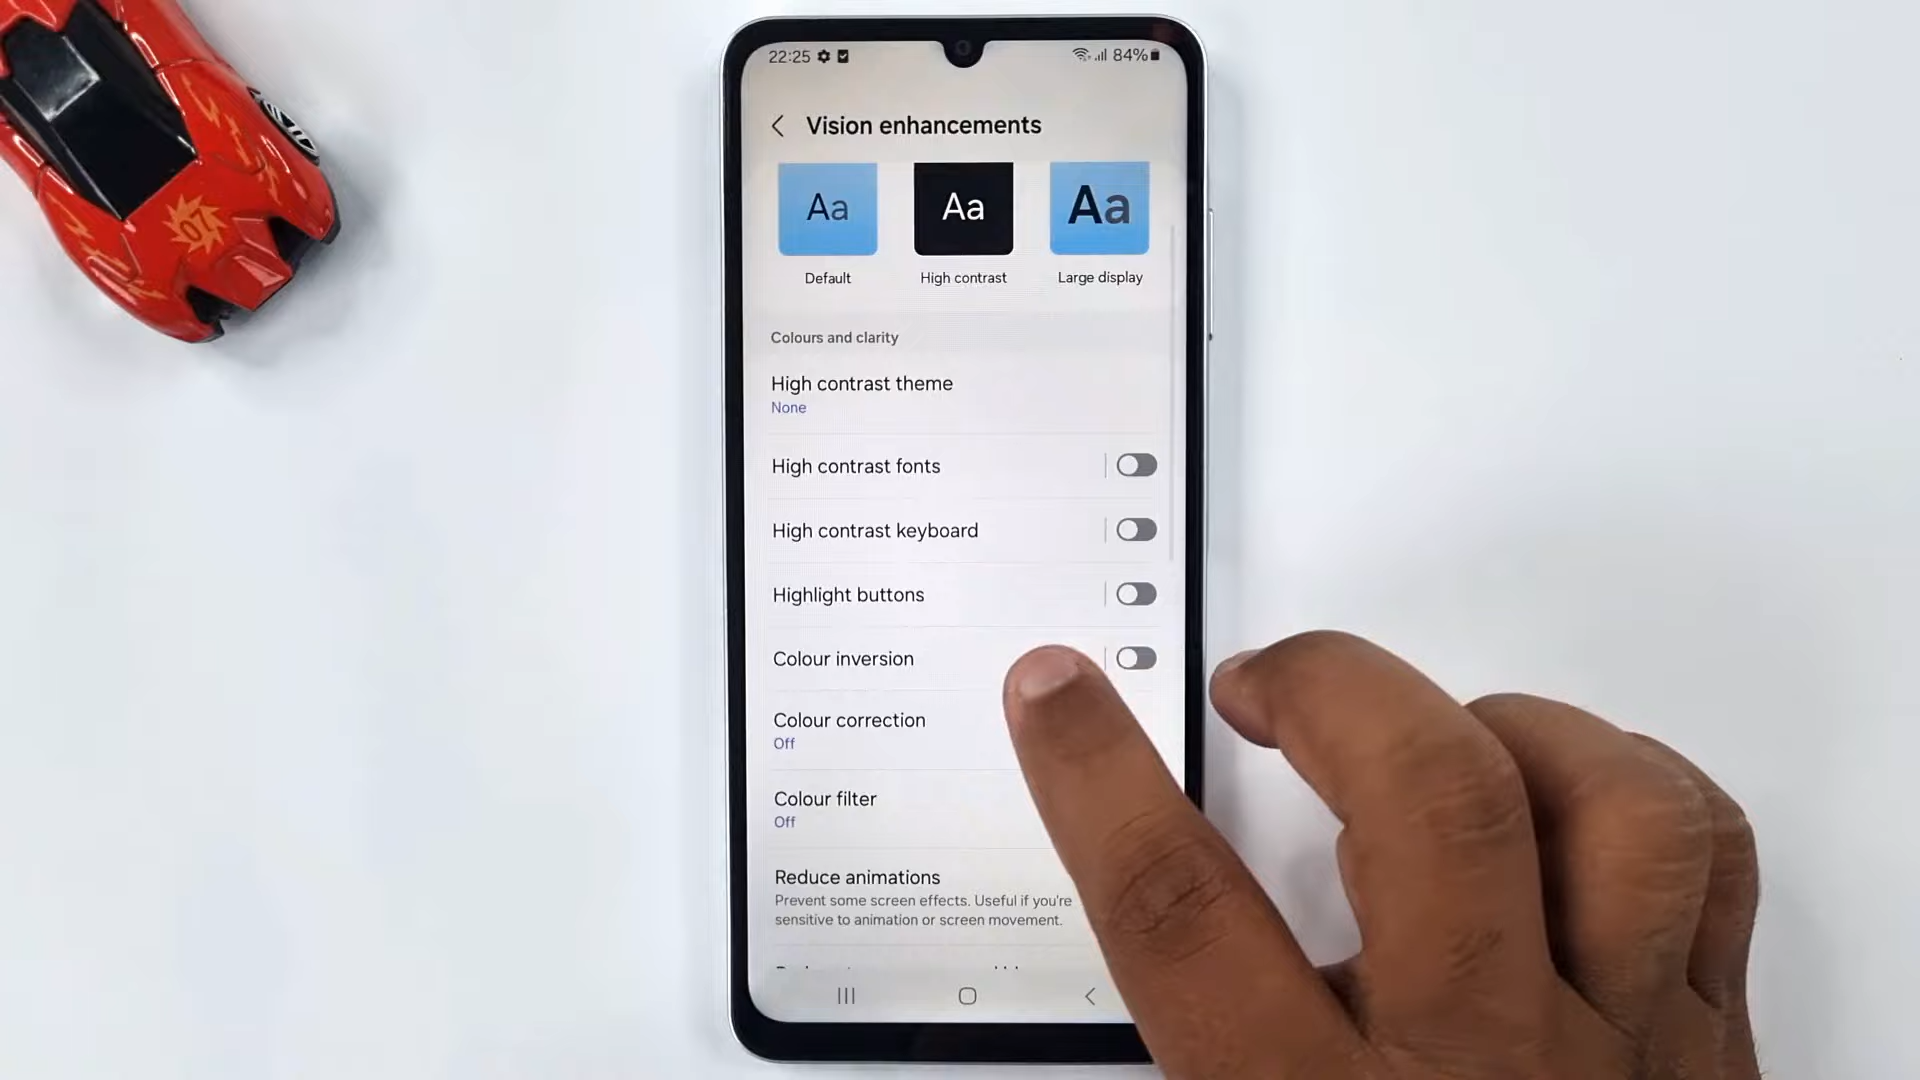 22:25
84%
Vision enhancements
Aa
Aa
Aa
Default
High contrast
Large display
Colours and clarity
High contrast theme
None
High contrast fonts
High contrast keyboard
Highlight buttons
Colour inversion
Colour correction
Off
Colour filter
Off
Reduce animations
Prevent some screen effects. Useful if you're
sensitive to animation or screen movement.
07